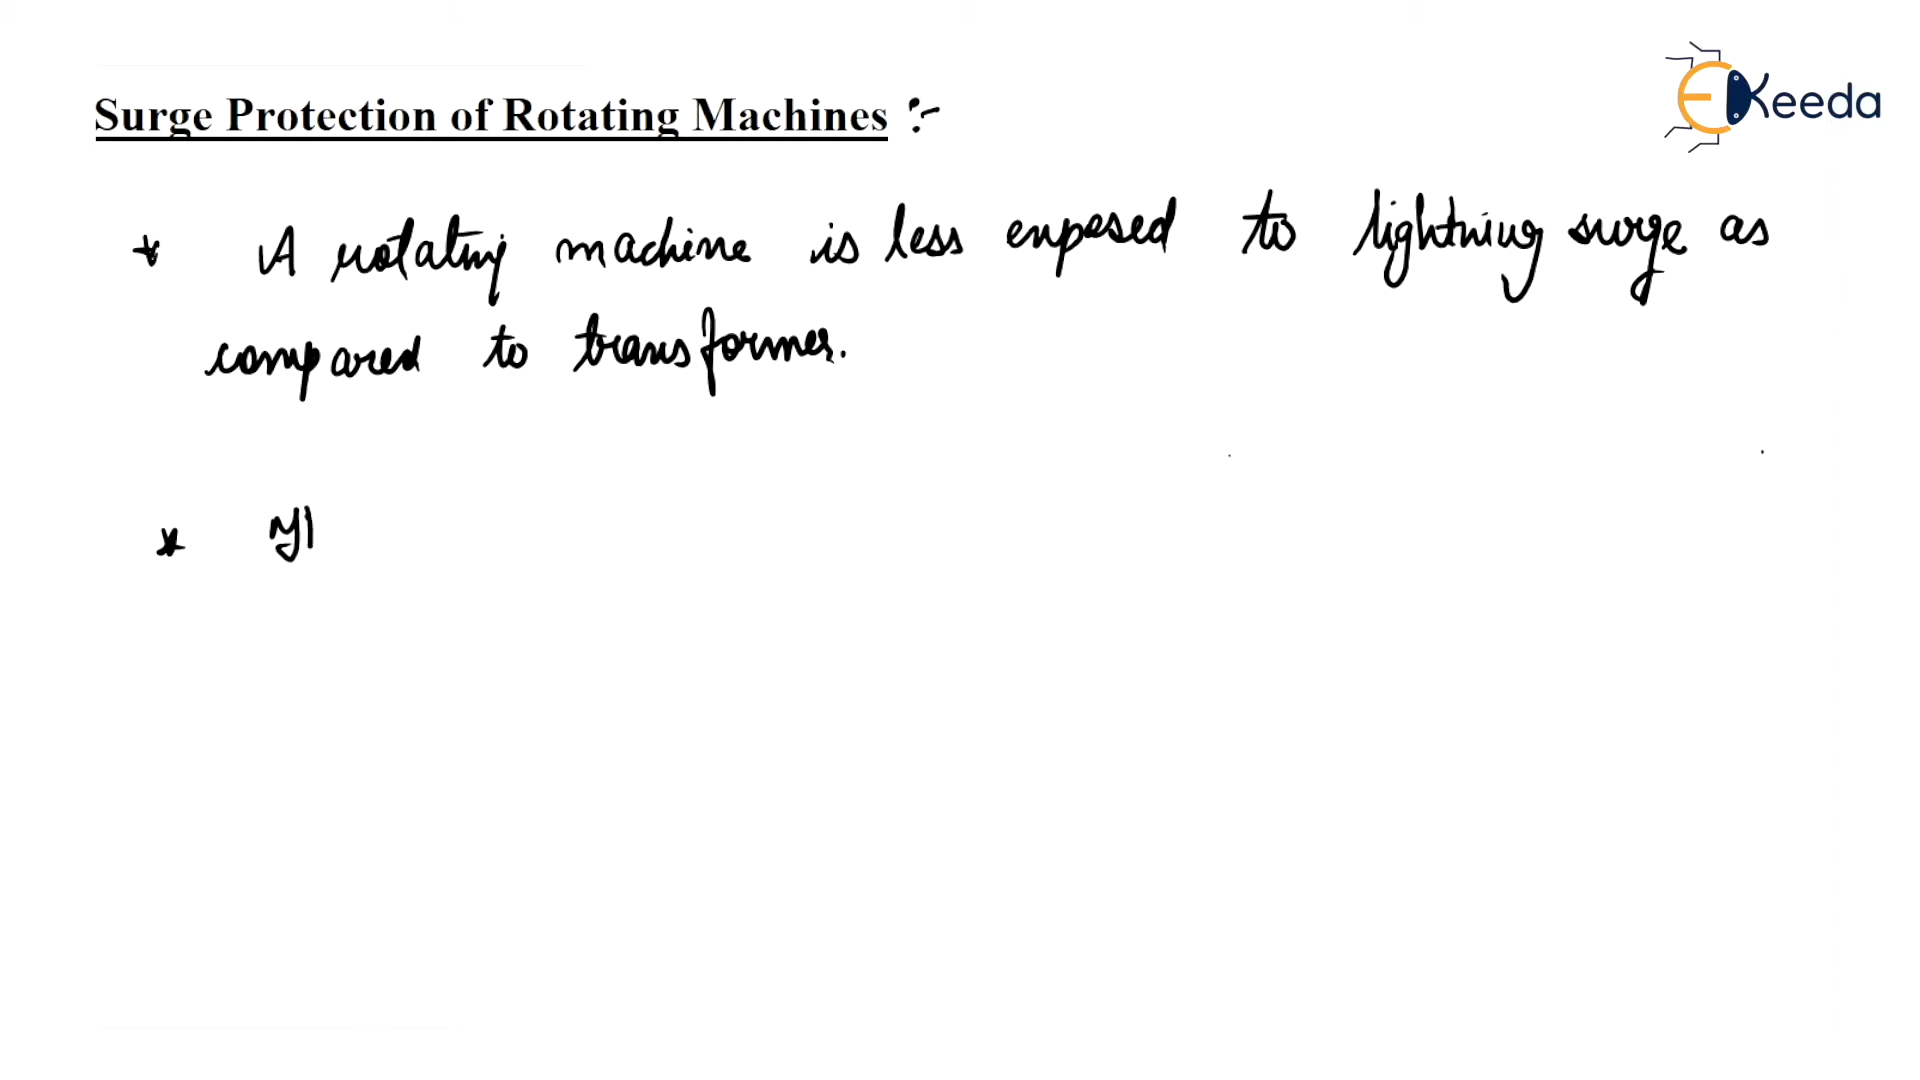 Surge Protection of Rotating Machines :-
EKeeda
* A rotating machine is less exposed to lightning surge as
compared to transformer.
*